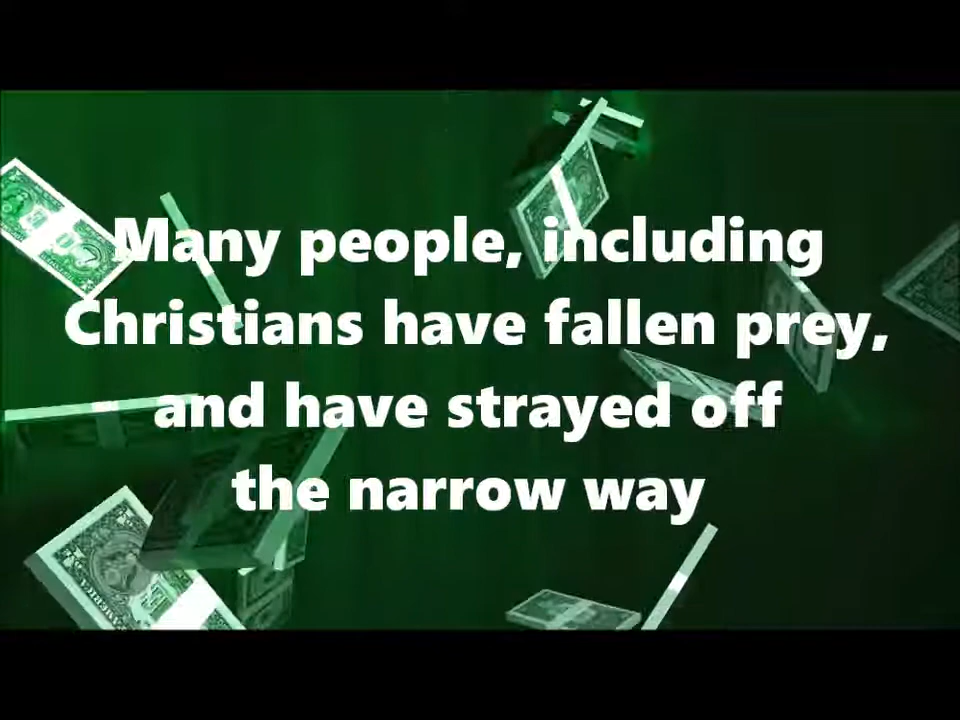 Many people, including
Christians have fallen prey,
and have strayed off
the narrow way